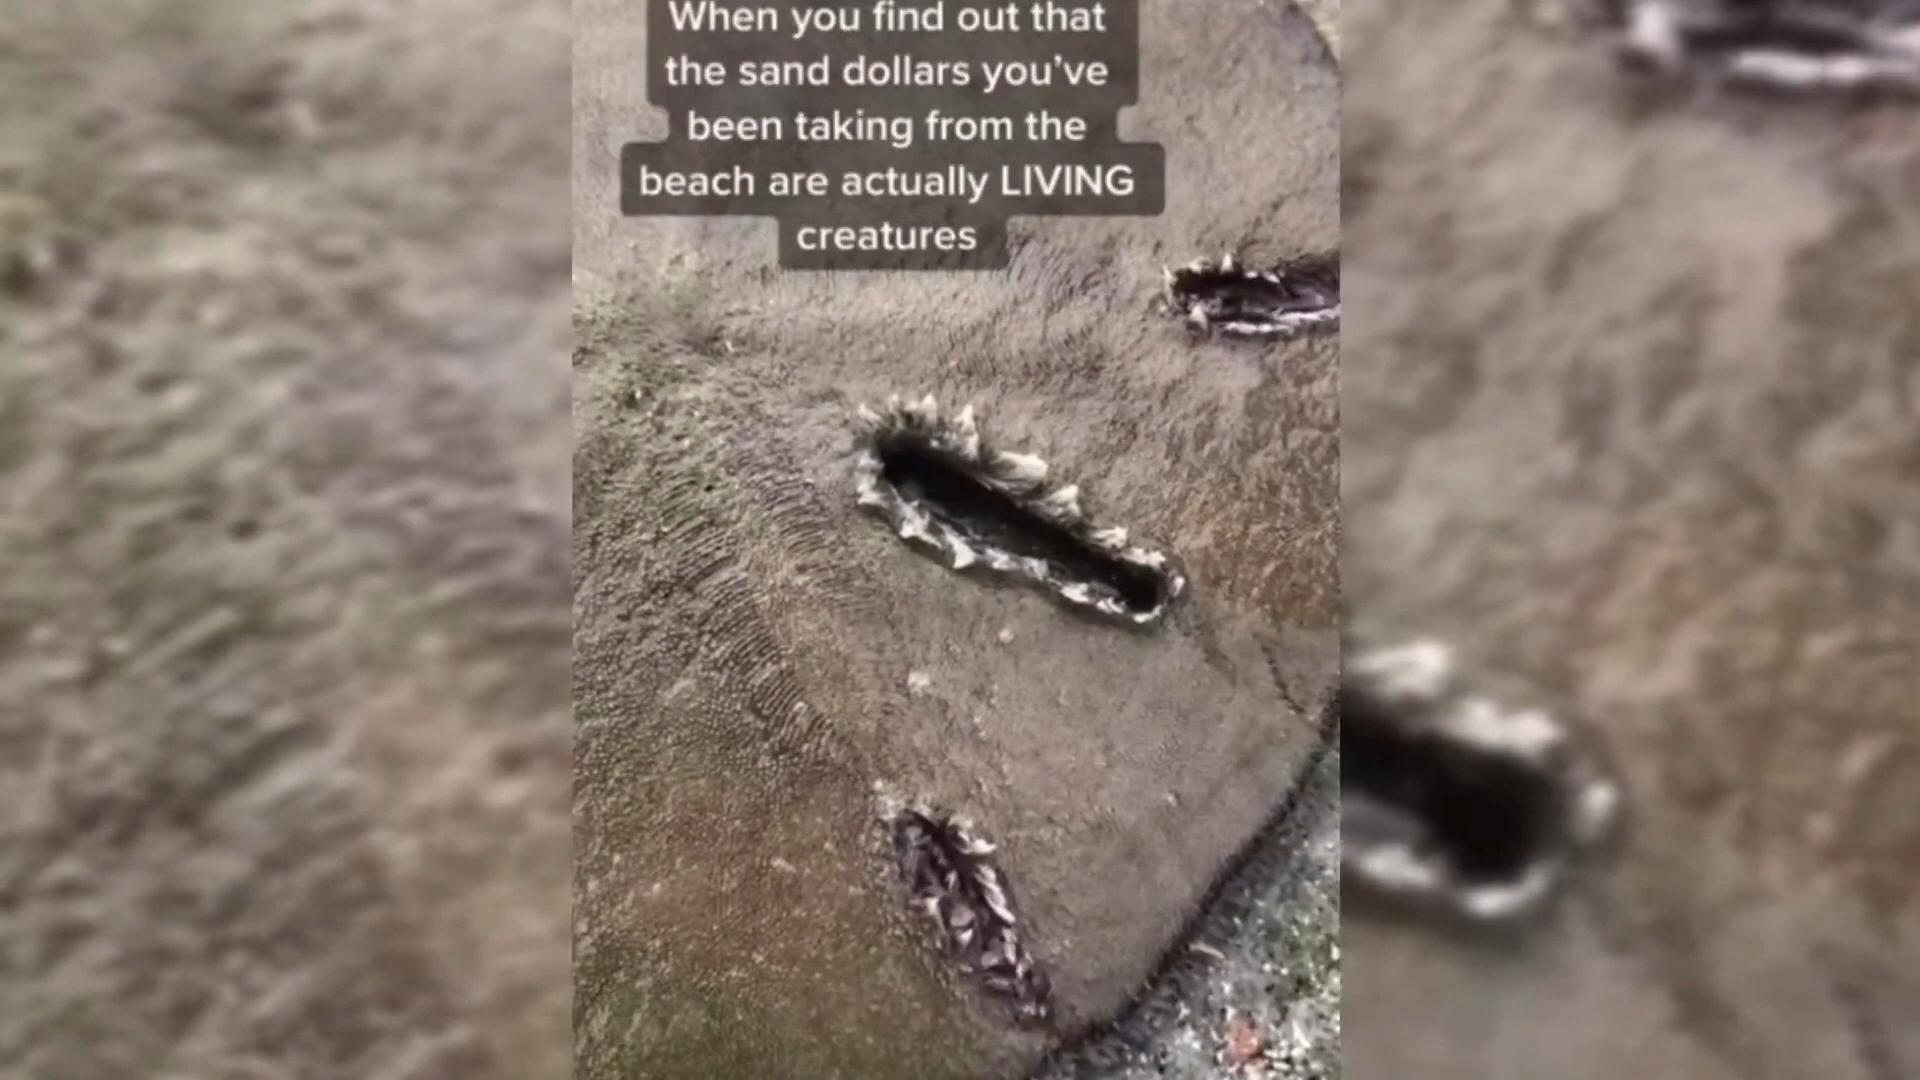 When you find out that
the sand dollars you’ve
been taking from the
beach are actually LIVING
creatures